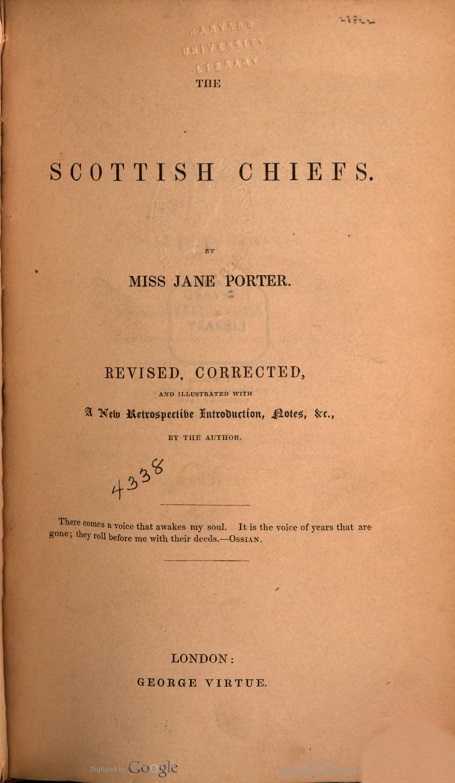 THE
SCOTTISH CHIEFS.
BY
MISS JANE PORTER.
REVISED, CORRECTED,
AND ILLUSTRATED WITH
A New Retrospective Introduction, Notes, &c.,
BY THE AUTHOR.
4338
There comes a voice that awakes my soul. It is the voice of years that are
gone; they roll before me with their deeds.—OSSIAN.
LONDON:
GEORGE VIRTUE.
Digitized by Google